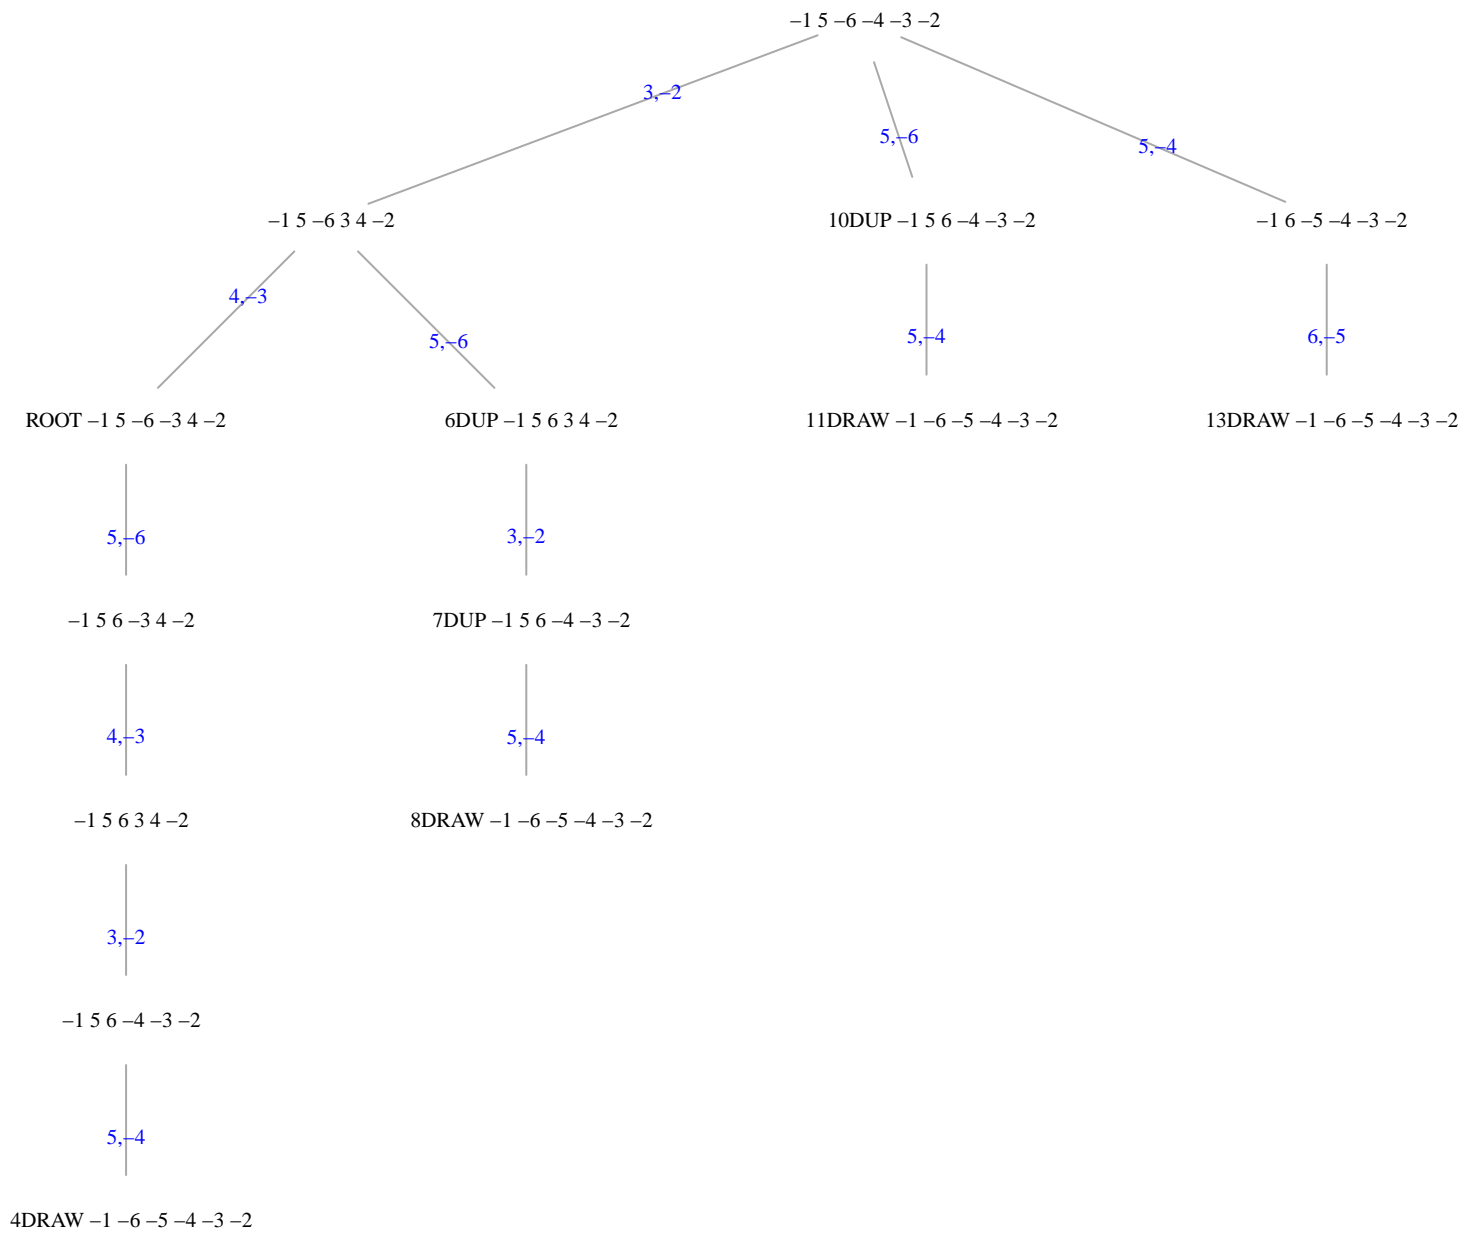 –1 5 –6 –4 –3 –2
3,–2
5,–6
5,–4
–1 5 –6 3 4 –2
10DUP –1 5 6 –4 –3 –2
–1 6 –5 –4 –3 –2
4,–3
5,–6
5,–4
6,–5
ROOT –1 5 –6 –3 4 –2
6DUP –1 5 6 3 4 –2
11DRAW –1 –6 –5 –4 –3 –2
13DRAW –1 –6 –5 –4 –3 –2
5,–6
3,–2
–1 5 6 –3 4 –2
7DUP –1 5 6 –4 –3 –2
4,–3
5,–4
–1 5 6 3 4 –2
8DRAW –1 –6 –5 –4 –3 –2
3,–2
–1 5 6 –4 –3 –2
5,–4
4DRAW –1 –6 –5 –4 –3 –2